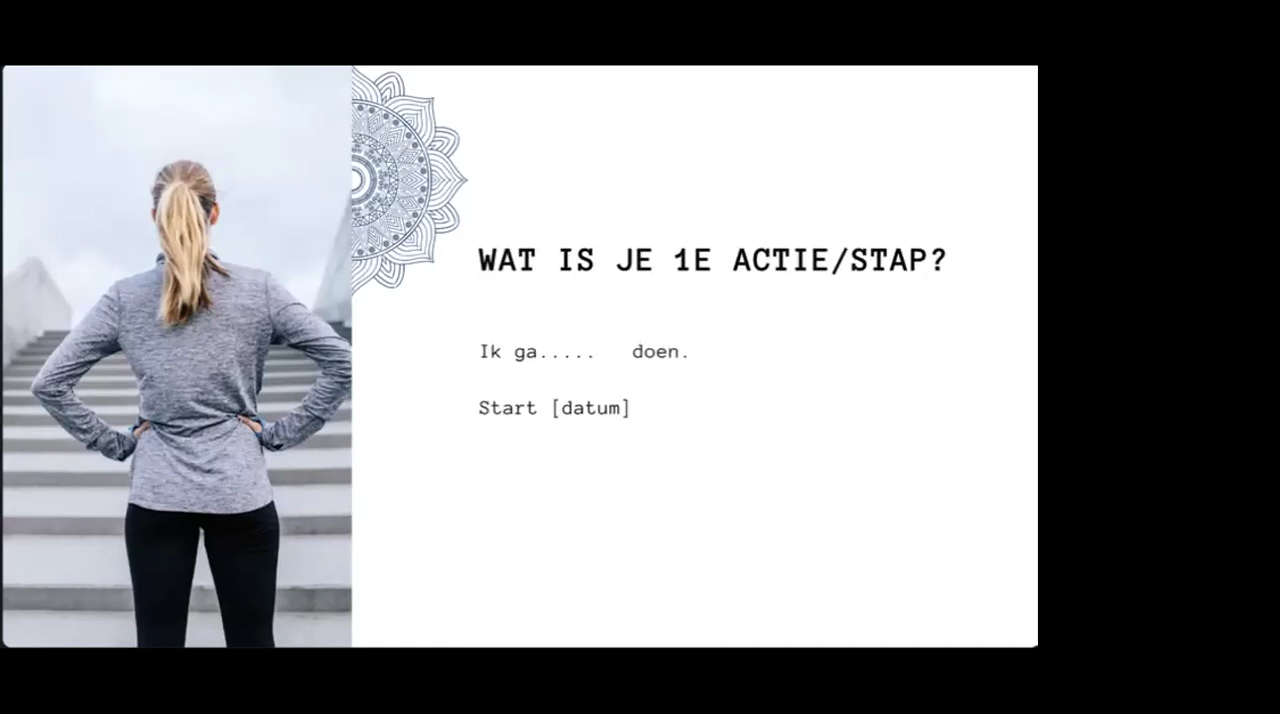 WAT IS JE 1E ACTIE/STAP?
Ik ga..... doen.
Start [datum]